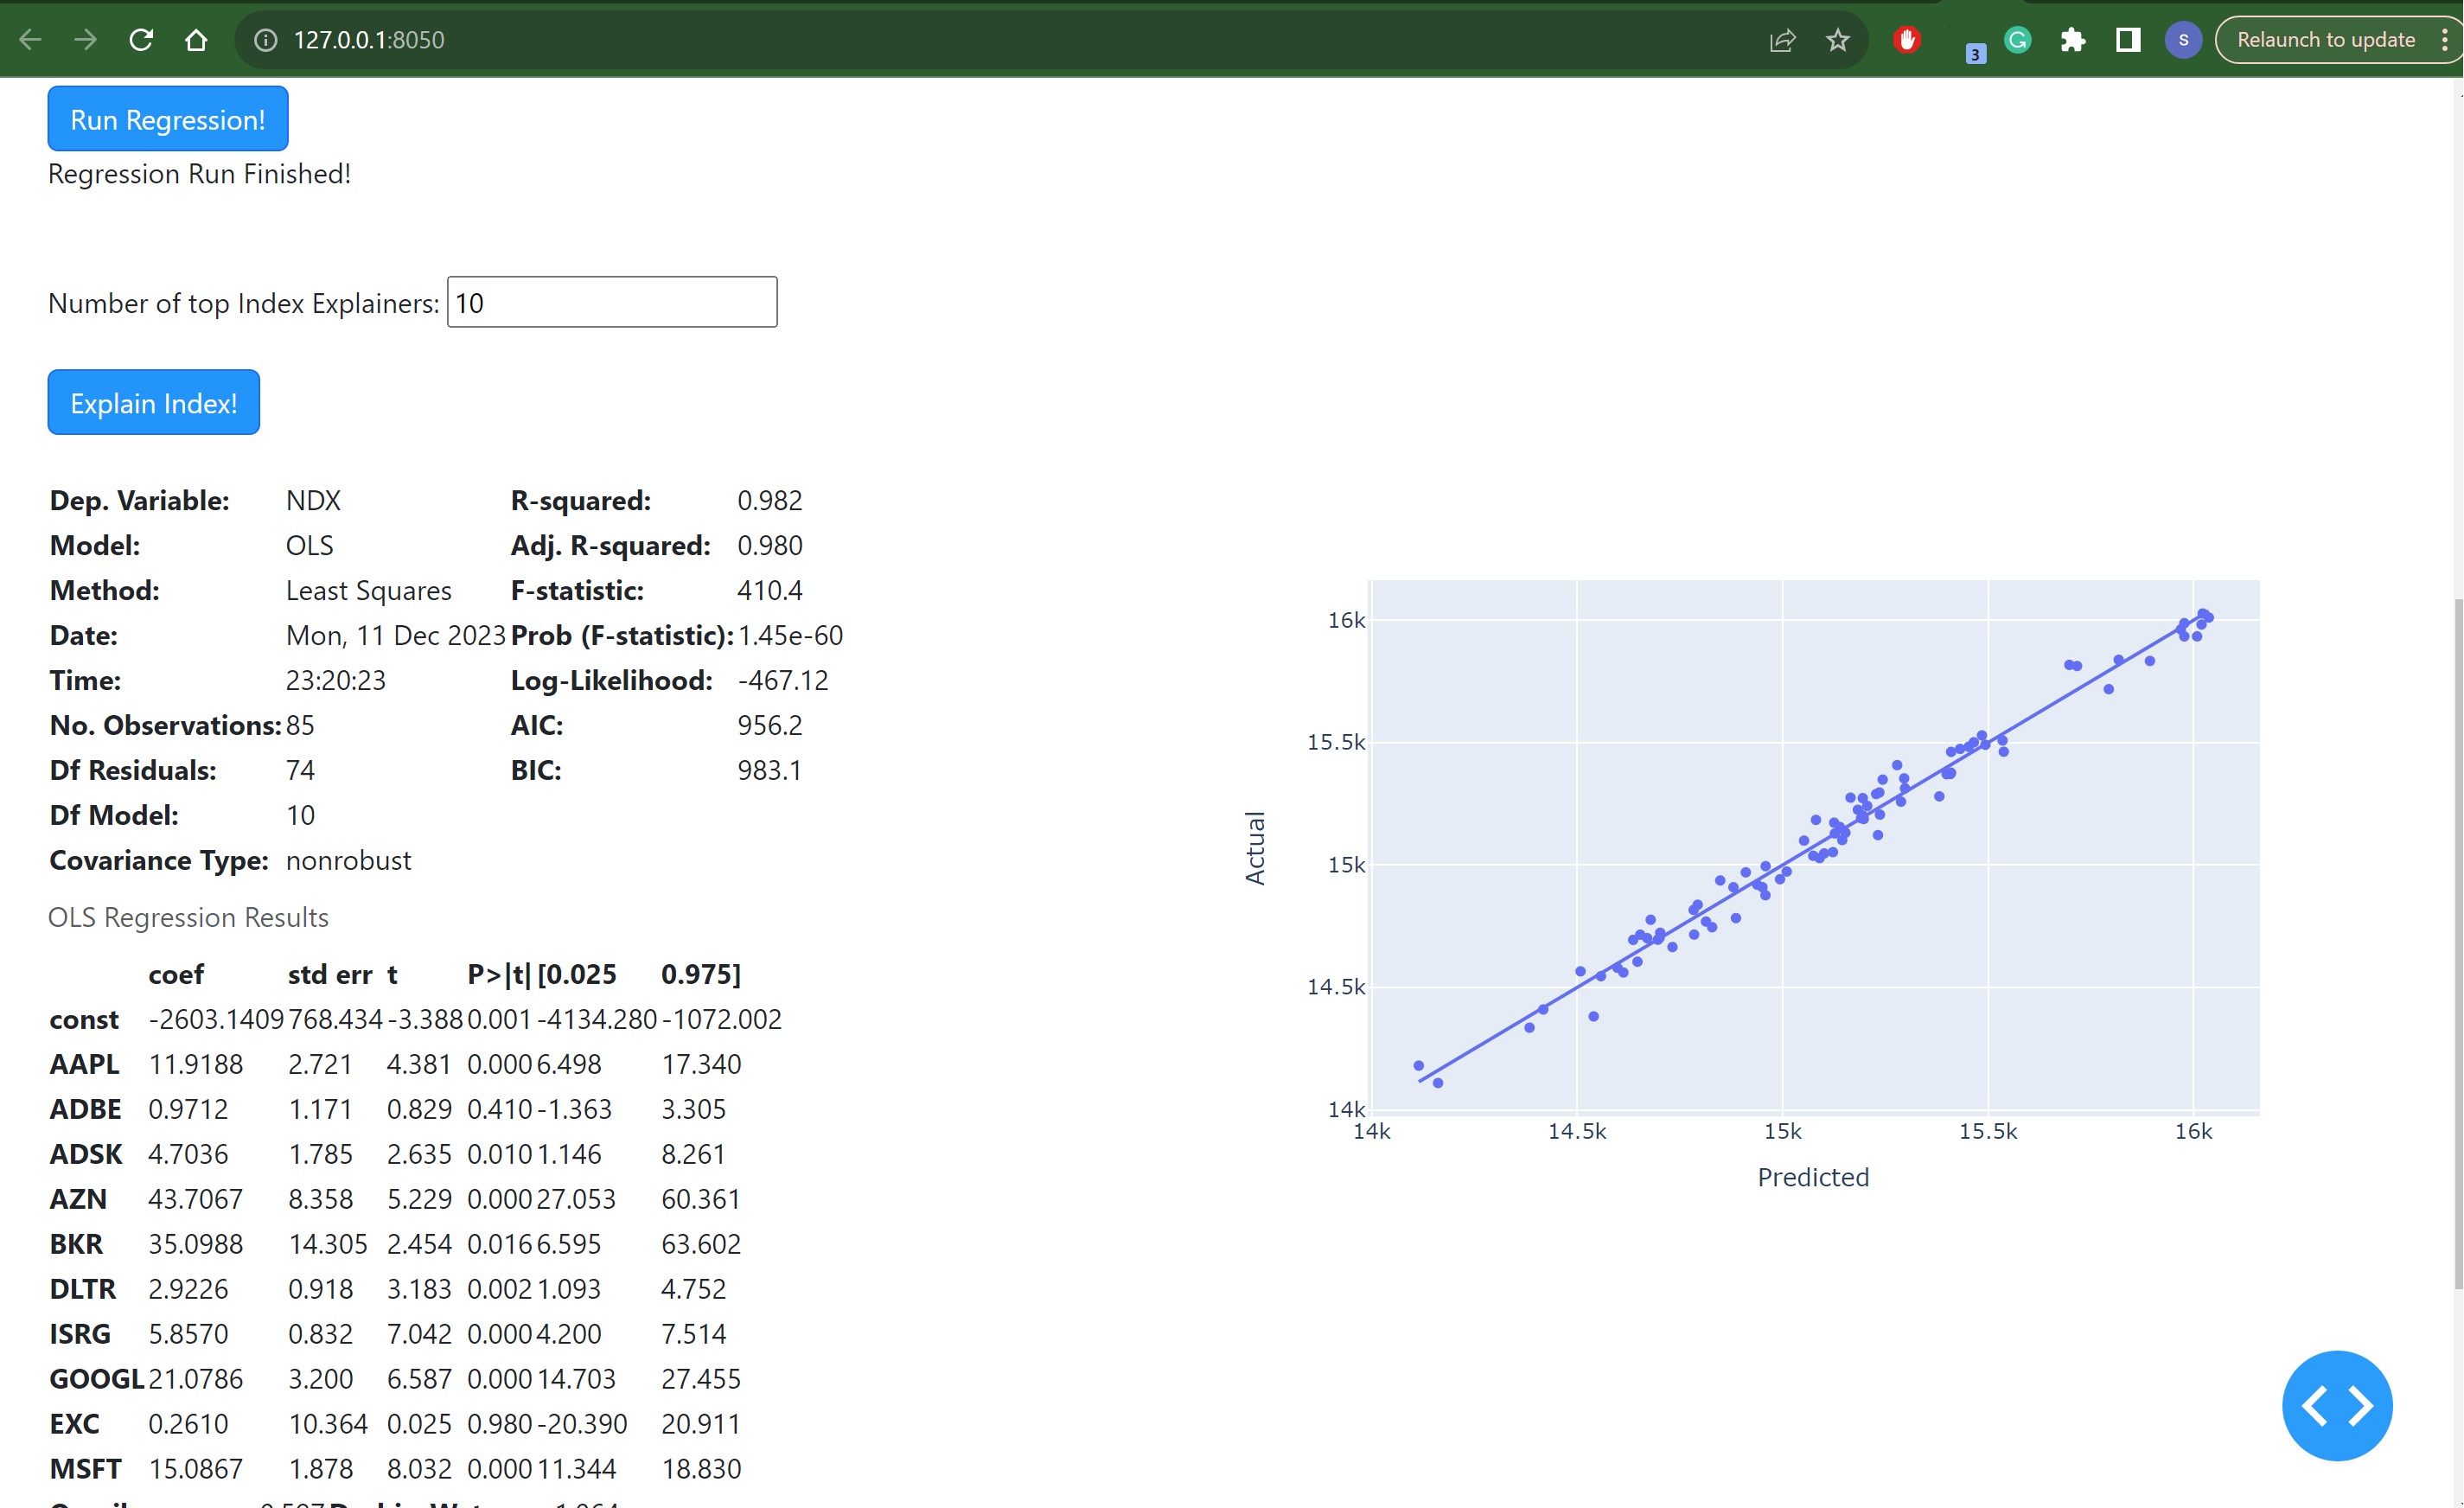 127.0.0.1:8050
3
G
S
Relaunch to update
Run Regression!
Regression Run Finished!
Number of top Index Explainers: 10
Explain Index!
Dep. Variable: NDX R-squared: 0.982
Model: OLS Adj. R-squared: 0.980
Method: Least Squares F-statistic: 410.4
Date: Mon, 11 Dec 2023 Prob (F-statistic): 1.45e-60
Time: 23:20:23 Log-Likelihood: -467.12
No. Observations: 85 AIC: 956.2
Df Residuals: 74 BIC: 983.1
Df Model: 10
Covariance Type: nonrobust
OLS Regression Results
coef std err t P>|t| [0.025 0.975]
const -2603.1409 768.434 -3.388 0.001 -4134.280 -1072.002
AAPL 11.9188 2.721 4.381 0.000 6.498 17.340
ADBE 0.9712 1.171 0.829 0.410 -1.363 3.305
ADSK 4.7036 1.785 2.635 0.010 1.146 8.261
AZN 43.7067 8.358 5.229 0.000 27.053 60.361
BKR 35.0988 14.305 2.454 0.016 6.595 63.602
DLTR 2.9226 0.918 3.183 0.002 1.093 4.752
ISRG 5.8570 0.832 7.042 0.000 4.200 7.514
GOOGL 21.0786 3.200 6.587 0.000 14.703 27.455
EXC 0.2610 10.364 0.025 0.980 -20.390 20.911
MSFT 15.0867 1.878 8.032 0.000 11.344 18.830
16k
15.5k
15k
14.5k
14k
Actual
14k 14.5k 15k 15.5k 16k
Predicted